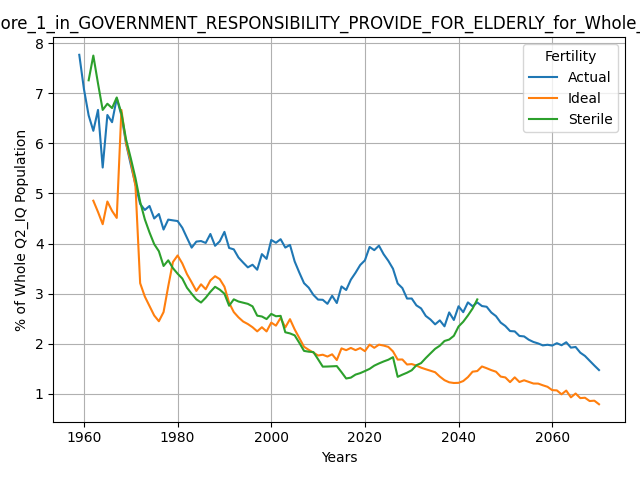 ore_1_in_GOVERNMENT_RESPONSIBILITY_PROVIDE_FOR_ELDERLY_for_Whole_
8
7
6
5
4
3
2
1
% of Whole Q2_IQ Population
Fertility
Actual
Ideal
Sterile
1960 1980 2000 2020 2040 2060
Years